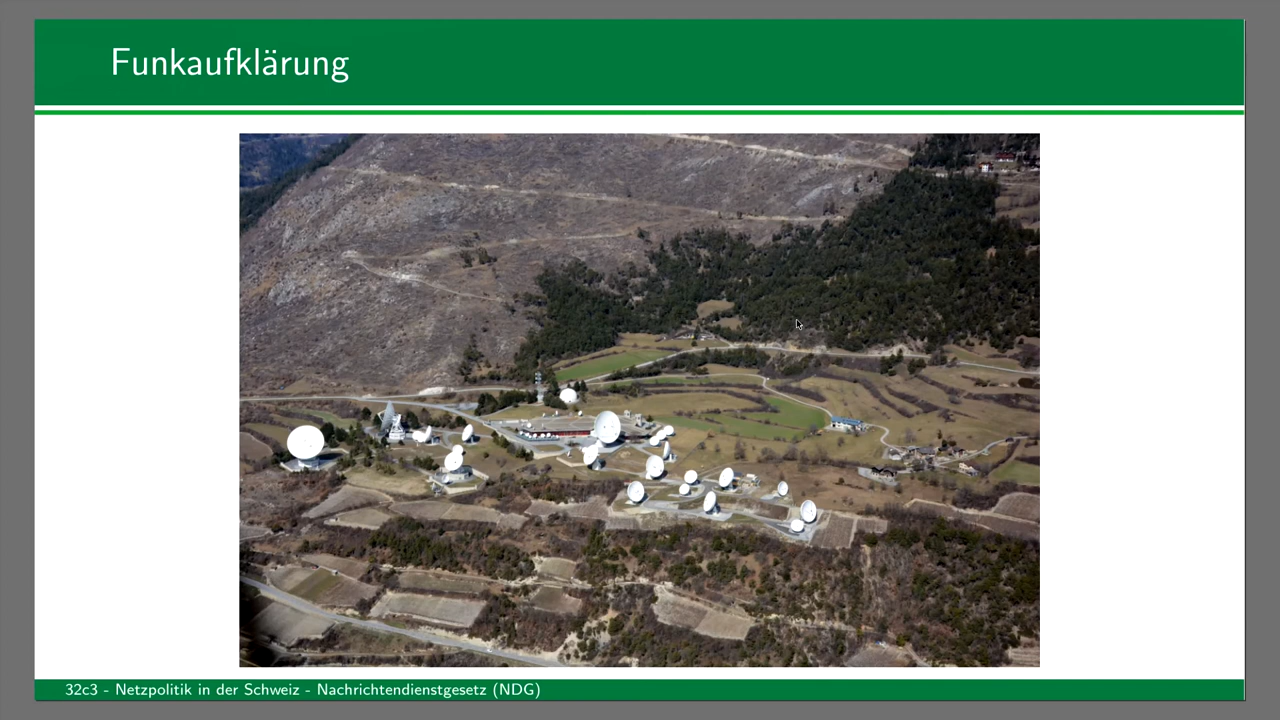 Funkaufklärung
32c3 - Netzpolitik in der Schweiz - Nachrichtendienstgesetz (NDG)